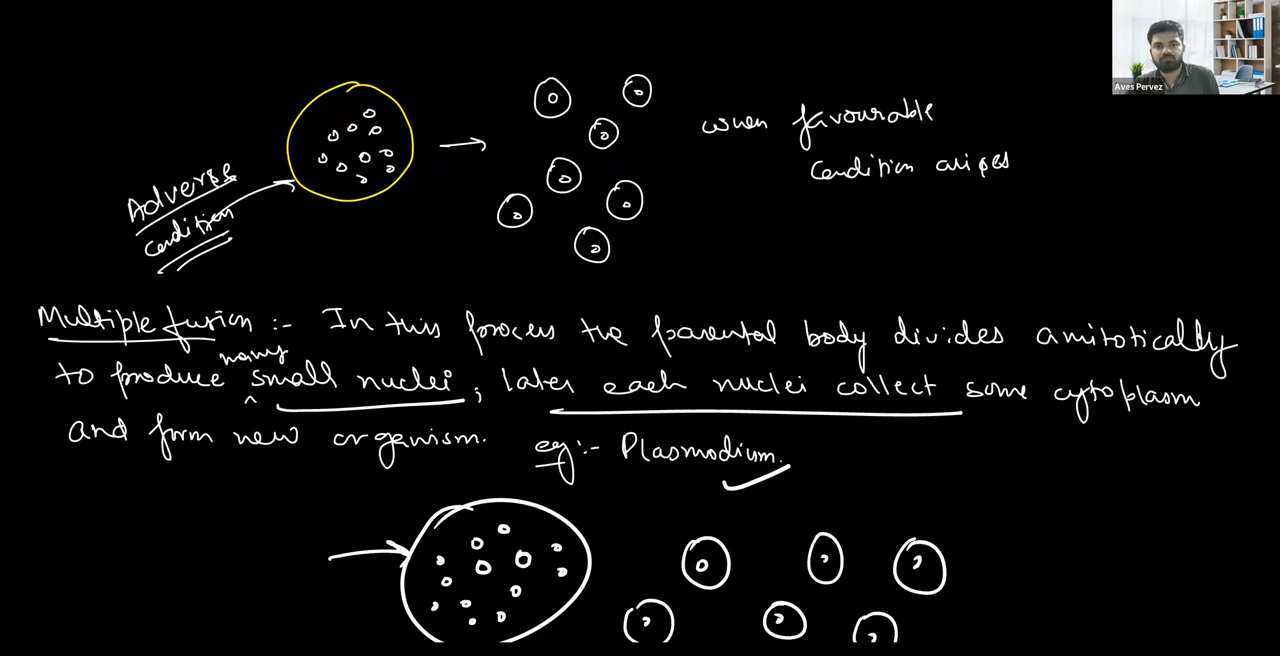 Aves Pervez
when favourable
condition arises
Adverse
condition
Multiple fusion :- In this process the parental body divides amitotically
to produce many small nuclei; later each nuclei collect some cytoplasm
and form new organism. eg:- Plasmodium.